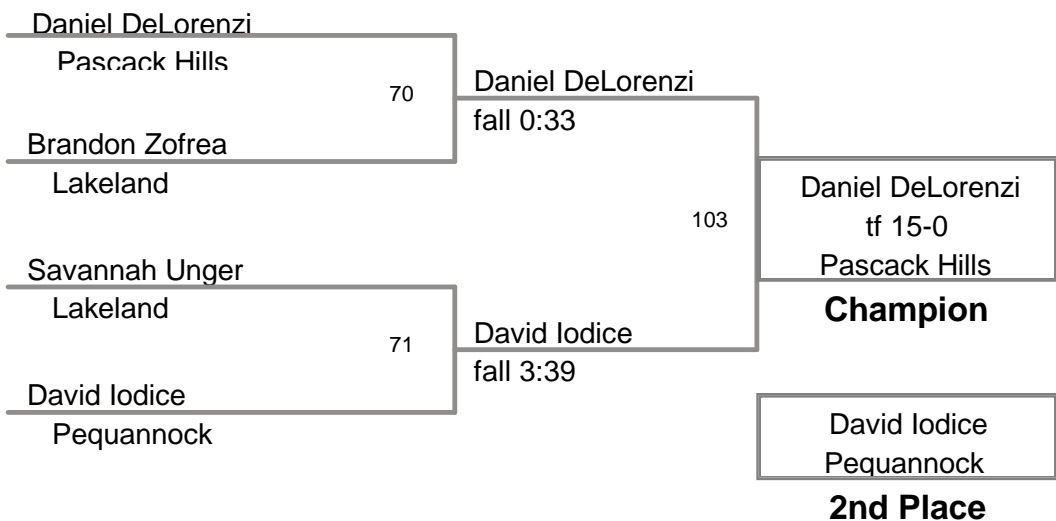 Daniel DeLorenzi
Pascack Hills
70
Daniel DeLorenzi
fall 0:33
Brandon Zofrea
Lakeland
Daniel DeLorenzi
tf 15-0
Pascack Hills
Champion
103
Savannah Unger
Lakeland
71
David Iodice
fall 3:39
David Iodice
Pequannock
David Iodice
Pequannock
2nd Place